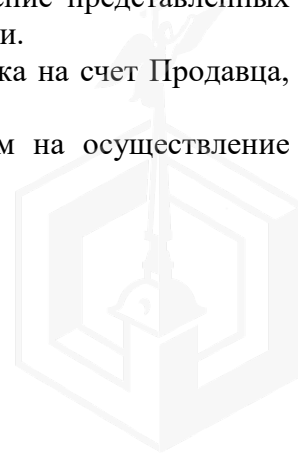 ение представленных
и.
ка на счет Продавца,
м на осуществление